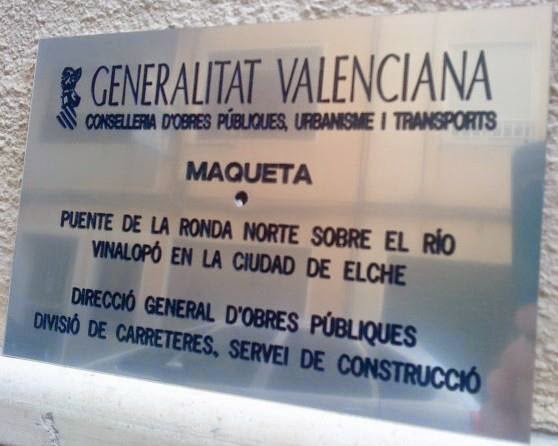 GENERALITAT VALENCIANA
CONSELLERIA D'OBRES PÚBLIQUES, URBANISME I TRANSPORTS
MAQUETA
PUENTE DE LA RONDA NORTE SOBRE EL RÍO
VINALOPÓ EN LA CIUDAD DE ELCHE
DIRECCIÓ GENERAL D'OBRES PÚBLIQUES
DIVISIÓ DE CARRETERES, SERVEI DE CONSTRUCCIÓ